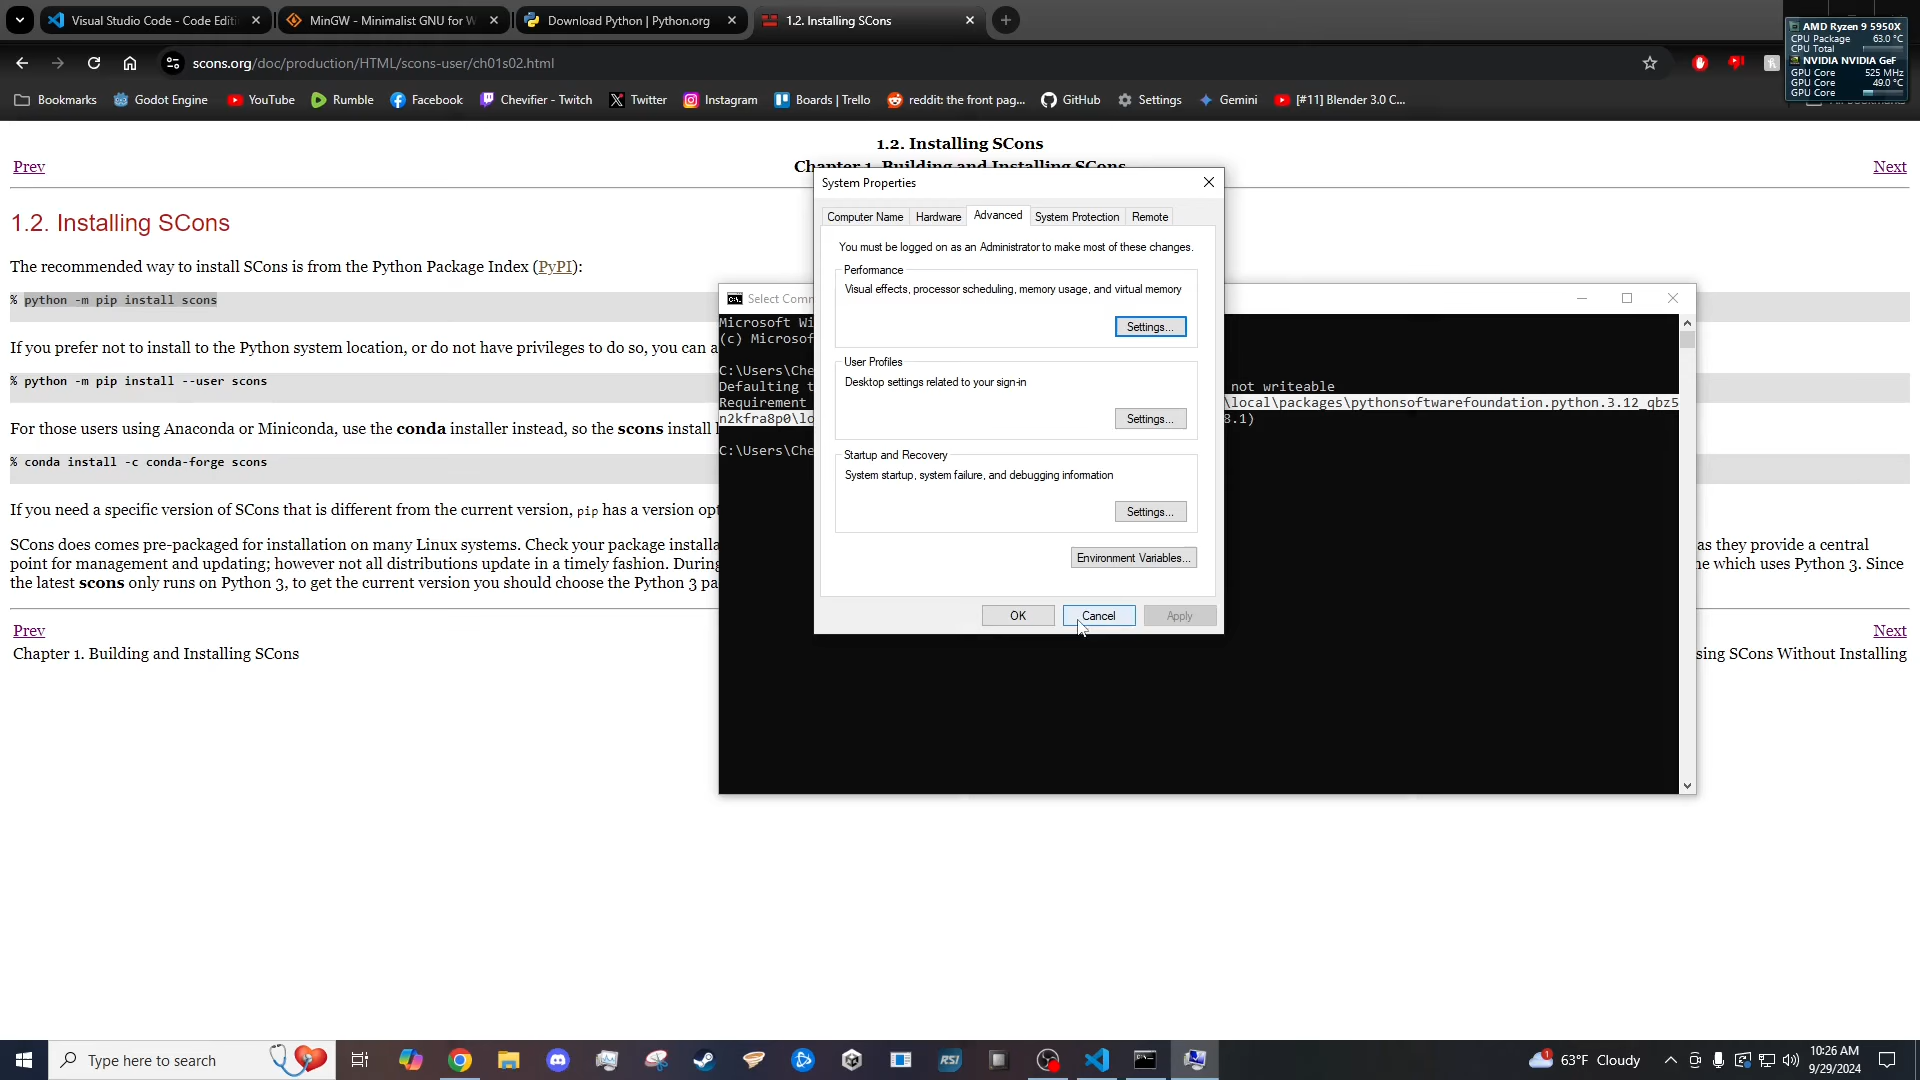 Visual Studio Code - Code Editi
MinGW - Minimalist GNU for W
Download Python | Python.org
1.2. Installing SCons
AMD Ryzen 9 5950X
CPU Package 63.0 °C
CPU Total
NVIDIA NVIDIA GeF
GPU Core 525 MHz
GPU Core 49.0 °C
GPU Core
scons.org/doc/production/HTML/scons-user/ch01s02.html
Bookmarks
Godot Engine
YouTube
Rumble
Facebook
Chevifier - Twitch
Twitter
Instagram
Boards | Trello
reddit: the front pag...
GitHub
Settings
Gemini
[#11] Blender 3.0 C...
1.2. Installing SCons
Prev
Chapter 1. Building and Installing SCons
Next
1.2. Installing SCons
The recommended way to install SCons is from the Python Package Index (PyPI):
% python -m pip install scons
If you prefer not to install to the Python system location, or do not have privileges to do so, you can a
% python -m pip install --user scons
For those users using Anaconda or Miniconda, use the conda installer instead, so the scons install l
% conda install -c conda-forge scons
If you need a specific version of SCons that is different from the current version, pip has a version opt
SCons does comes pre-packaged for installation on many Linux systems. Check your package installa
as they provide a central
point for management and updating; however not all distributions update in a timely fashion. During
ne which uses Python 3. Since
the latest scons only runs on Python 3, to get the current version you should choose the Python 3 pa
Prev
Next
Chapter 1. Building and Installing SCons
sing SCons Without Installing
System Properties
Computer Name
Hardware
Advanced
System Protection
Remote
You must be logged on as an Administrator to make most of these changes.
Performance
Visual effects, processor scheduling, memory usage, and virtual memory
Settings...
User Profiles
Desktop settings related to your sign-in
Settings...
Startup and Recovery
System startup, system failure, and debugging information
Settings...
Environment Variables...
OK
Cancel
Apply
Select Comm
Microsoft Wi
(c) Microsof
C:\Users\Che
Defaulting t
not writeable
Requirement
\local\packages\pythonsoftwarefoundation.python.3.12_qbz5
n2kfra8p0\lo
8.1)
C:\Users\Che
Type here to search
RSI
1
63°F Cloudy
10:26 AM
9/29/2024